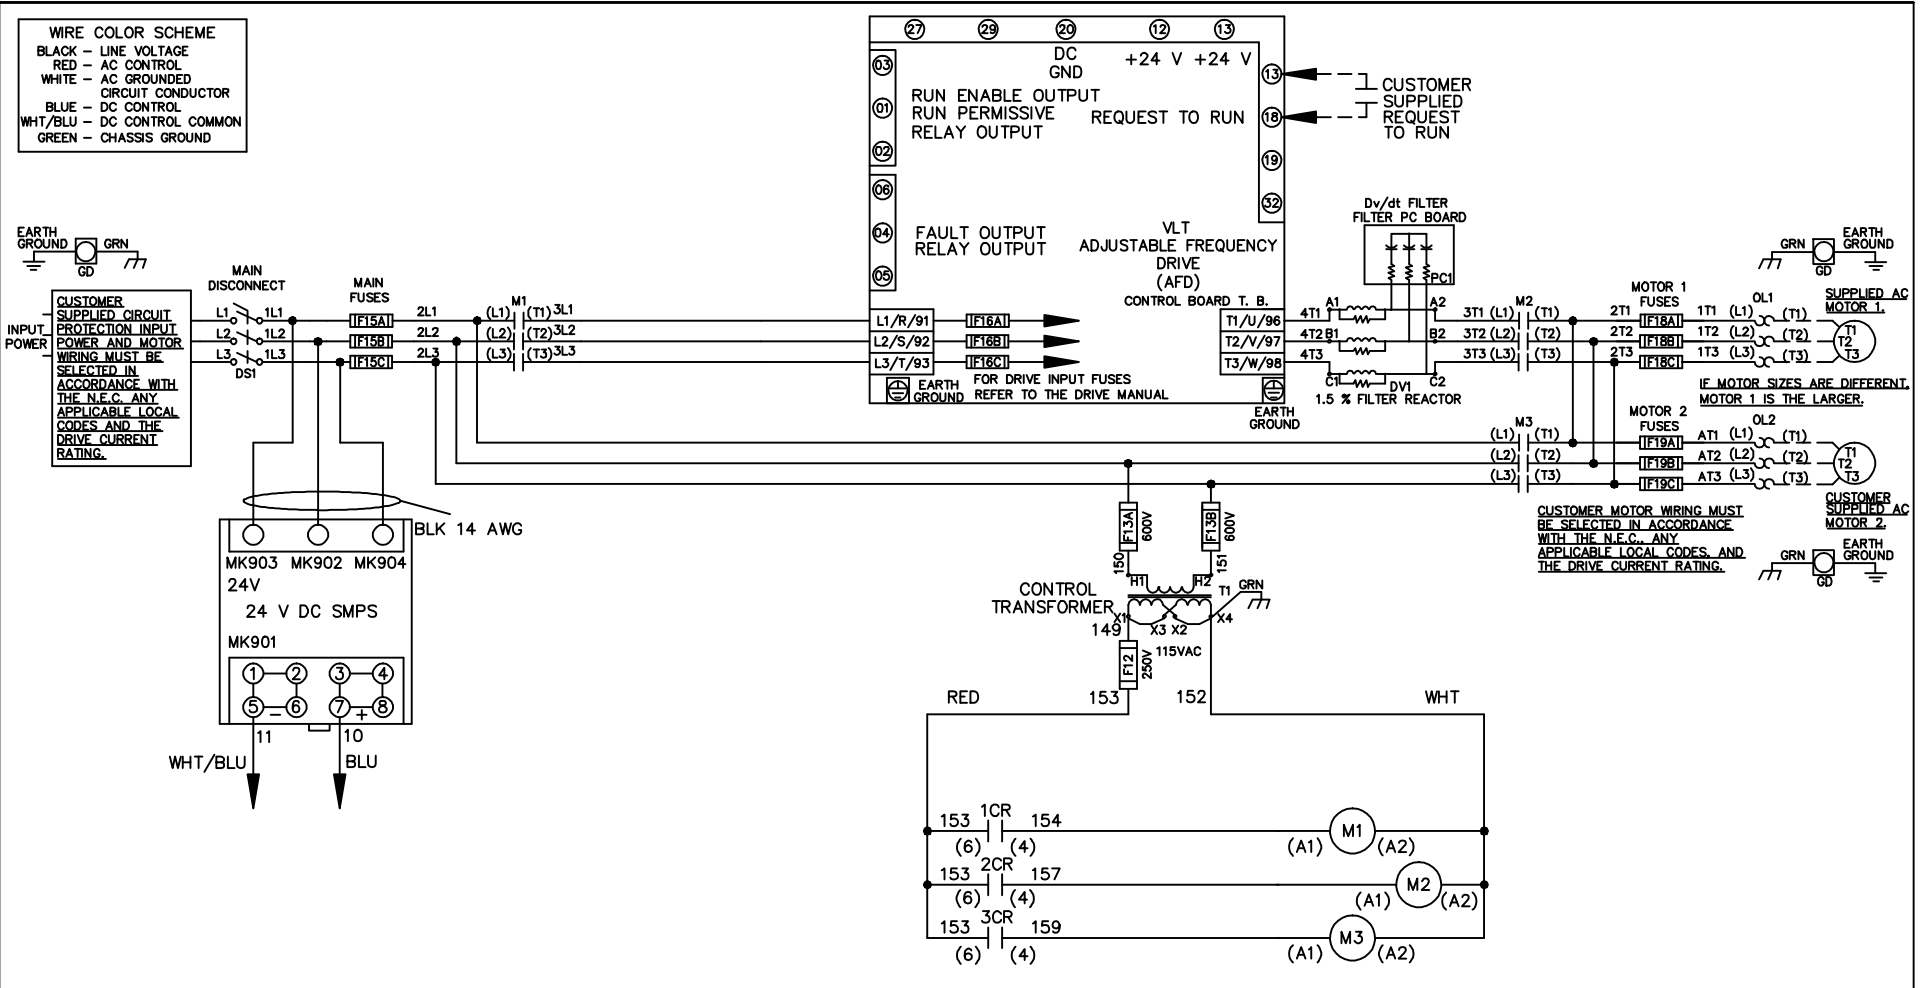 WIRE COLOR SCHEME
BLACK – LINE VOLTAGE
RED – AC CONTROL
WHITE – AC GROUNDED
CIRCUIT CONDUCTOR
BLUE – DC CONTROL
WHT/BLU – DC CONTROL COMMON
GREEN – CHASSIS GROUND
27 29 20 12 13
DC
GND
+24 V +24 V
03
01
02
RUN ENABLE OUTPUT
RUN PERMISSIVE
RELAY OUTPUT
REQUEST TO RUN
13
18
19
32
CUSTOMER
SUPPLIED
REQUEST
TO RUN
06
04
05
FAULT OUTPUT
RELAY OUTPUT
VLT
ADJUSTABLE FREQUENCY
DRIVE
(AFD)
CONTROL BOARD T. B.
Dv/dt FILTER
FILTER PC BOARD
PC1
EARTH
GROUND
GRN
GD
MAIN
DISCONNECT
MAIN
FUSES
INPUT
POWER
CUSTOMER
SUPPLIED CIRCUIT
PROTECTION INPUT
POWER AND MOTOR
WIRING MUST BE
SELECTED IN
ACCORDANCE WITH
THE N.E.C. ANY
APPLICABLE LOCAL
CODES AND THE
DRIVE CURRENT
RATING.
L1 1L1 F15A 2L1 (L1) M1 (T1) 3L1
L2 1L2 F15B 2L2 (L2) (T2) 3L2
L3 1L3 F15C 2L3 (L3) (T3) 3L3
DS1
L1/R/91 F16A
L2/S/92 F16B
L3/T/93 F16C
EARTH
GROUND
FOR DRIVE INPUT FUSES
REFER TO THE DRIVE MANUAL
T1/U/96 4T1 A1 A2 3T1 (L1) M2 (T1)
T2/V/97 4T2 B1 B2 3T2 (L2) (T2)
T3/W/98 4T3 C1 C2 3T3 (L3) (T3)
DV1
1.5 % FILTER REACTOR
EARTH
GROUND
MOTOR 1
FUSES
2T1 F18A 1T1 (L1) OL1 (T1)
2T2 F18B 1T2 (L2) (T2)
2T3 F18C 1T3 (L3) (T3)
T1
T2
T3
GRN
GD
EARTH
GROUND
SUPPLIED AC
MOTOR 1.
IF MOTOR SIZES ARE DIFFERENT,
MOTOR 1 IS THE LARGER.
MOTOR 2
FUSES
(L1) M3 (T1) F19A AT1 (L1) OL2 (T1)
(L2) (T2) F19B AT2 (L2) (T2)
(L3) (T3) F19C AT3 (L3) (T3)
T1
T2
T3
CUSTOMER
SUPPLIED AC
MOTOR 2.
CUSTOMER MOTOR WIRING MUST
BE SELECTED IN ACCORDANCE
WITH THE N.E.C., ANY
APPLICABLE LOCAL CODES, AND
THE DRIVE CURRENT RATING.
GRN
GD
EARTH
GROUND
BLK 14 AWG
MK903 MK902 MK904
24V
24 V DC SMPS
MK901
1 2 3 4
5 – 6 7 + 8
11 10
WHT/BLU BLU
F13A 600V F13B 600V
150 151
CONTROL
TRANSFORMER
H1 H2 T1 GRN
X1 X3 X2 X4
149
F12 250V 115VAC
RED 153 152 WHT
153 1CR 154 M1
(6) (4) (A1) (A2)
153 2CR 157 M2
(6) (4) (A1) (A2)
153 3CR 159 M3
(6) (4) (A1) (A2)